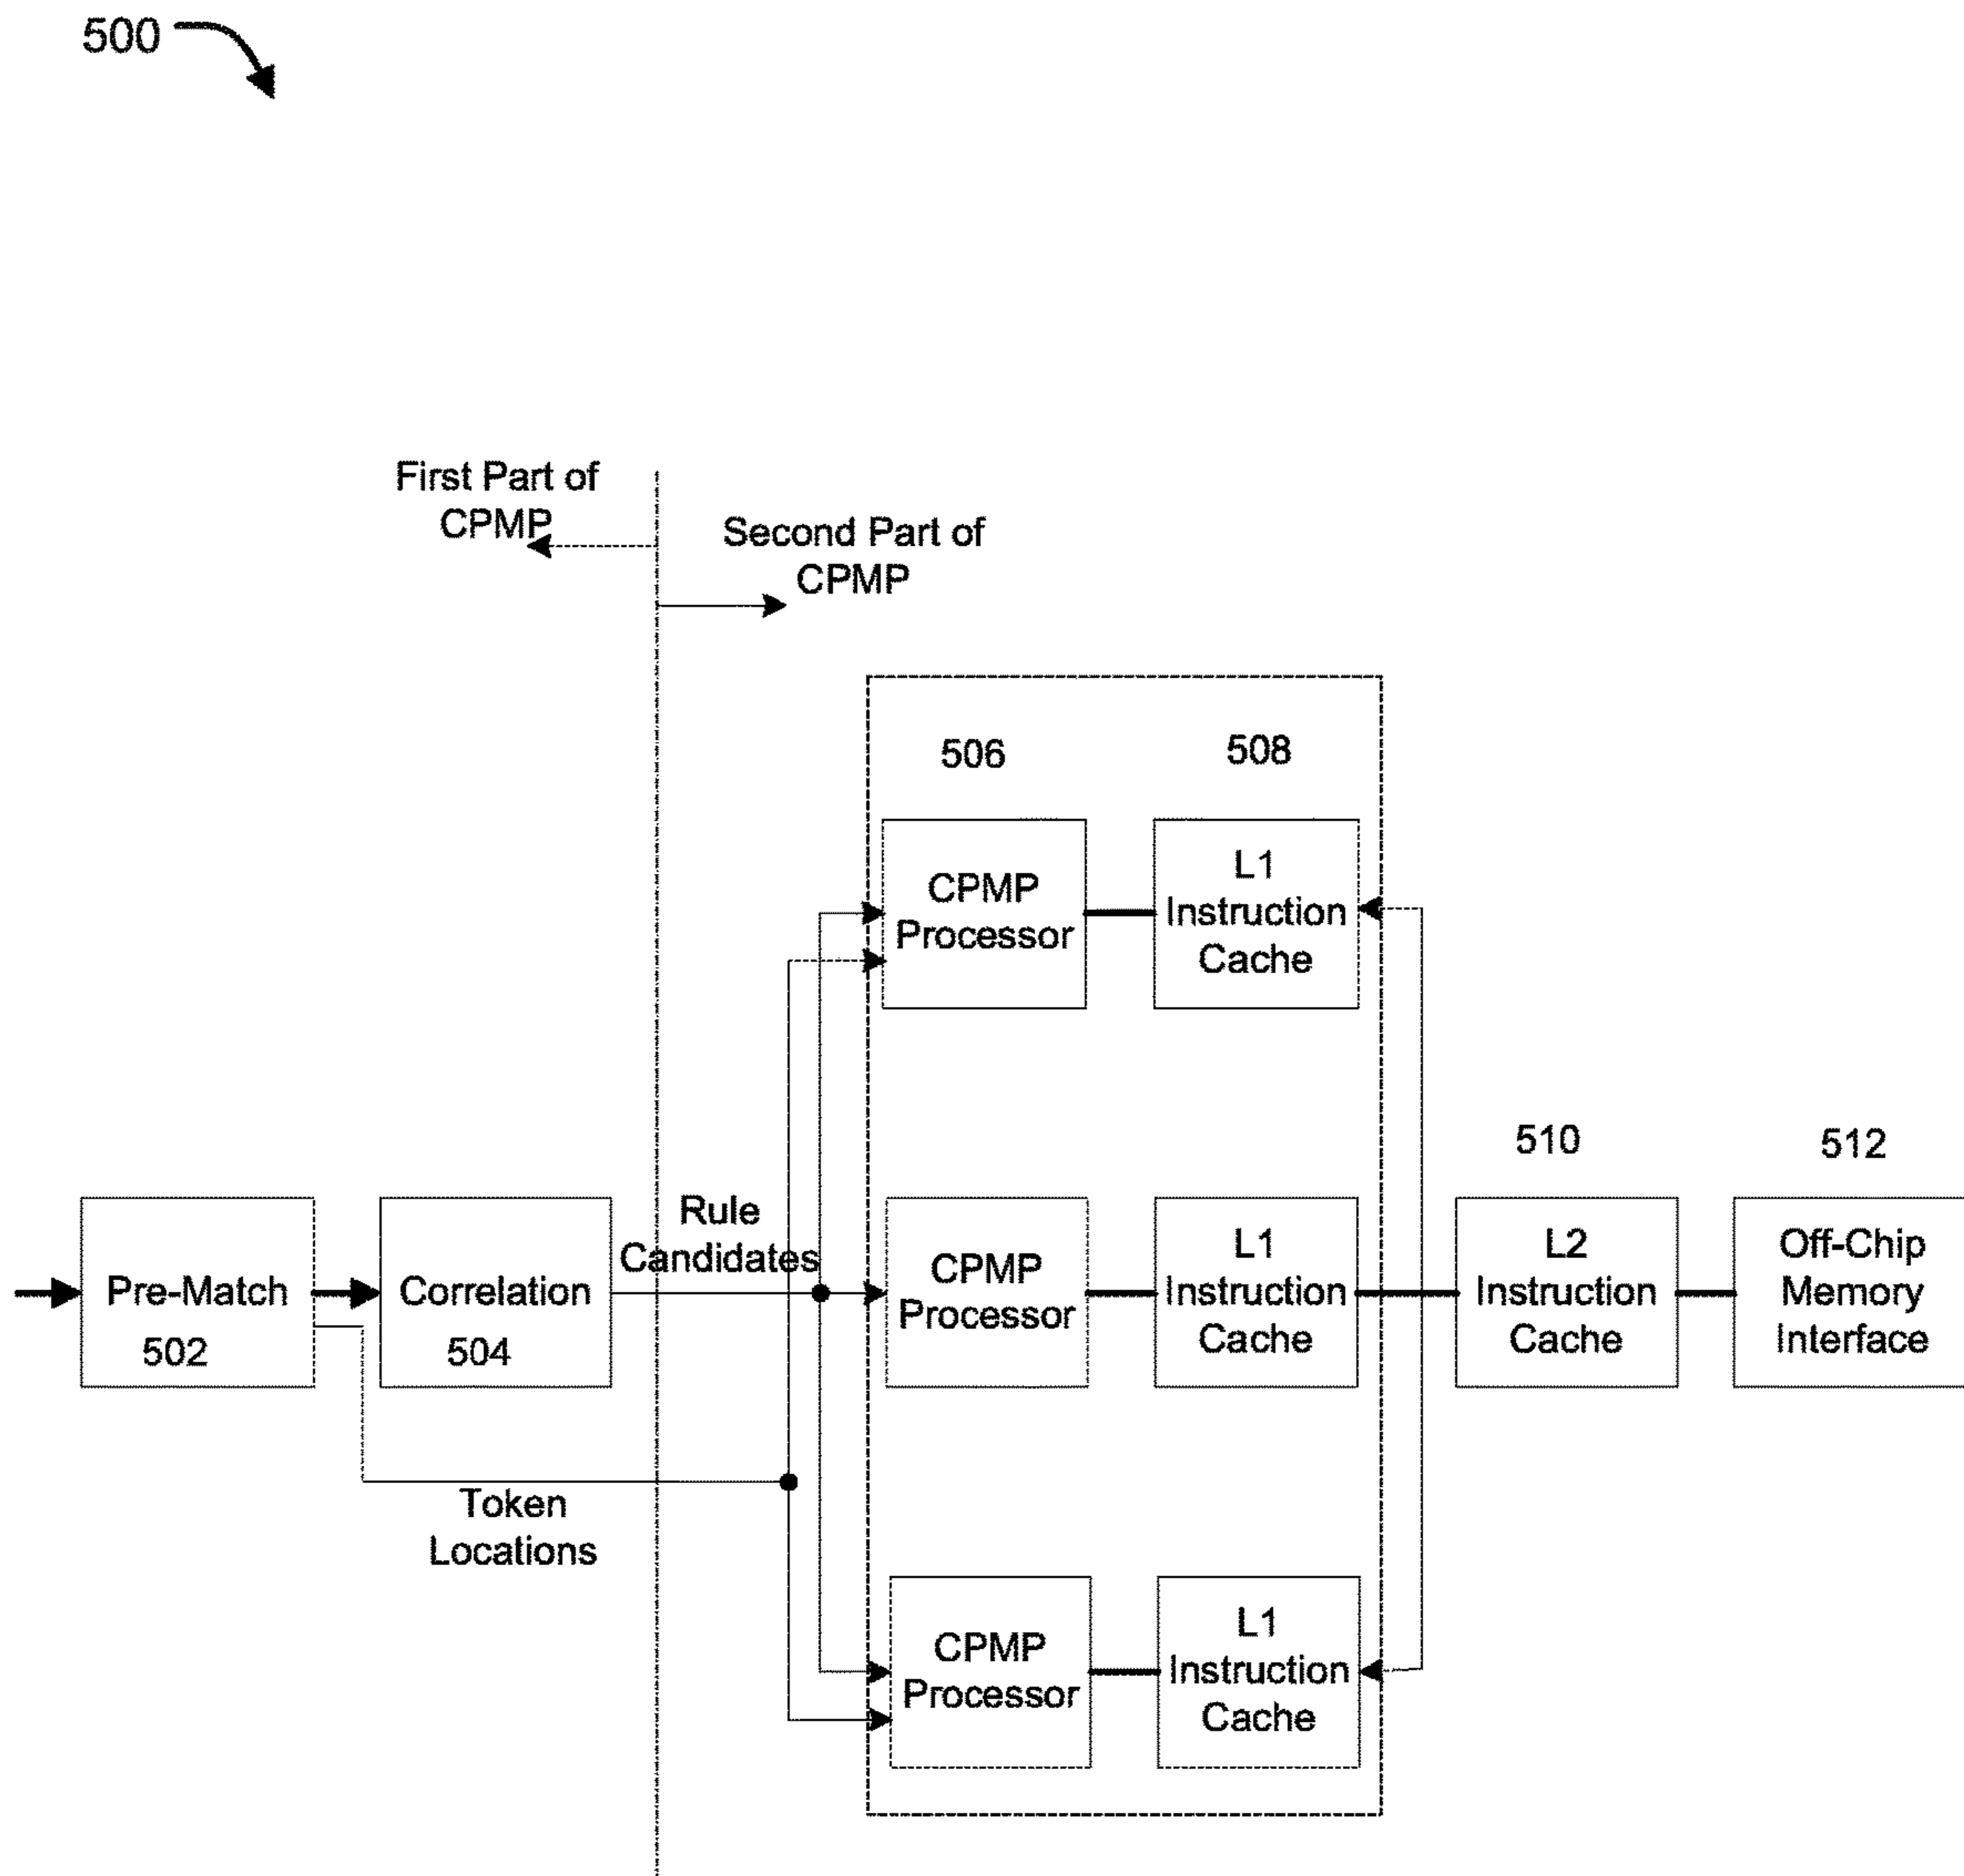 500
First Part of
CPMP
Second Part of
CPMP
506
508
CPMP
Processor
L1
Instruction
Cache
510
512
Pre-Match
502
Correlation
504
Rule
Candidates
CPMP
Processor
L1
Instruction
Cache
L2
Instruction
Cache
Off-Chip
Memory
Interface
Token
Locations
CPMP
Processor
L1
Instruction
Cache